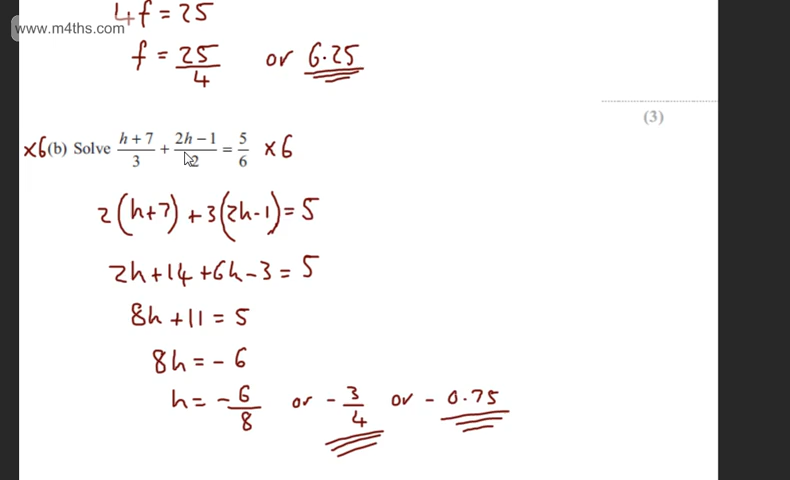 4f = 25
www.m4ths.com
f = 25/4 or 6.25
(3)
×6 (b) Solve (h + 7)/3 + (2h − 1)/2 = 5/6 ×6
2(h+7) + 3(2h-1) = 5
2h+14 +6h-3 = 5
8h +11 = 5
8h = - 6
h = -6/8 or -3/4 or - 0.75